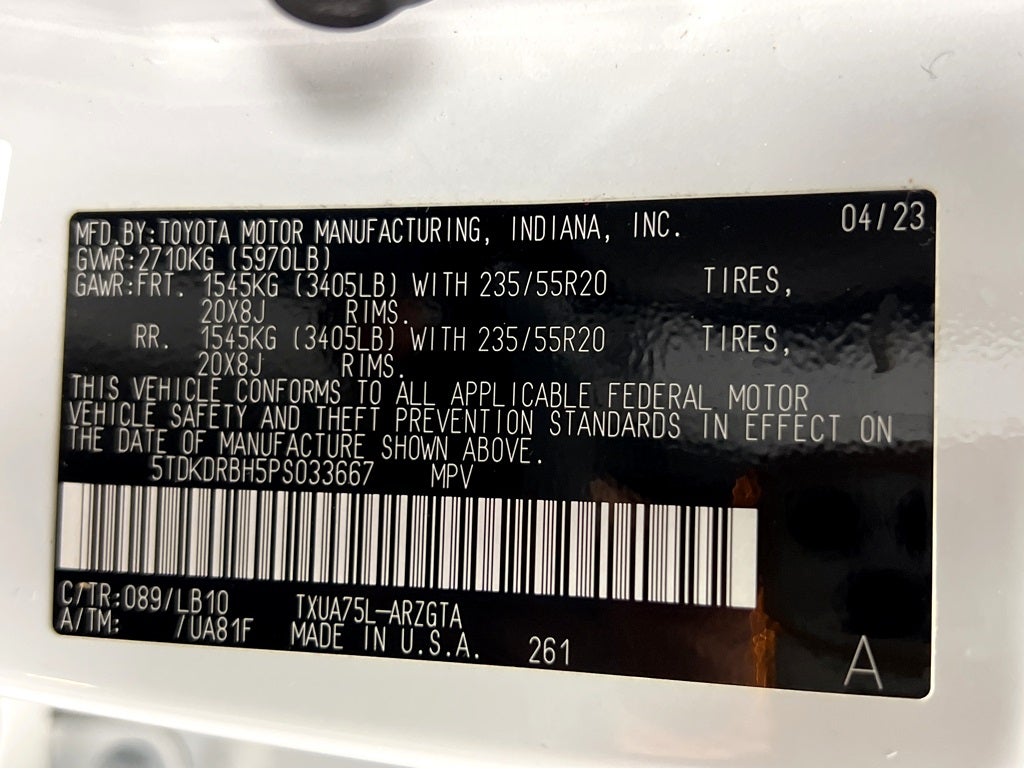 MFD.BY:TOYOTA MOTOR MANUFACTURING, INDIANA, INC. 04/23
GVWR:2710KG (5970LB)
GAWR:FRT. 1545KG (3405LB) WITH 235/55R20 TIRES,
20X8J RIMS.
RR. 1545KG (3405LB) WITH 235/55R20 TIRES,
20X8J RIMS.
THIS VEHICLE CONFORMS TO ALL APPLICABLE FEDERAL MOTOR
VEHICLE SAFETY AND THEFT PREVENTION STANDARDS IN EFFECT ON
THE DATE OF MANUFACTURE SHOWN ABOVE.
5TDKDRBH5PS033667 MPV
C/TR:089/LB10 TXUA75L-ARZGTA
A/TM: /UA81F MADE IN U.S.A. 261
A